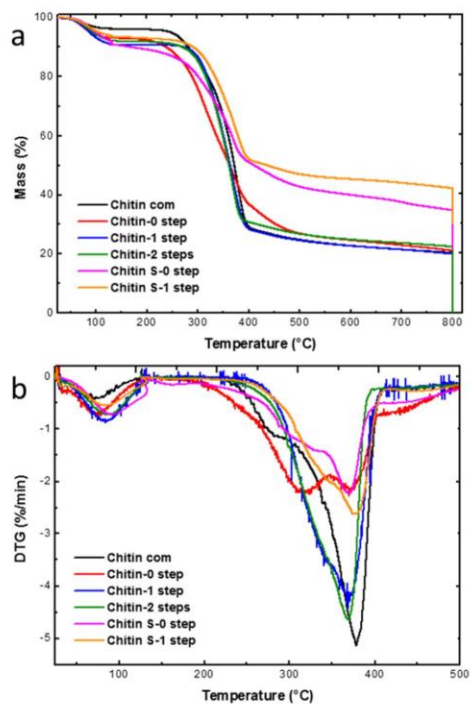 a
100
80
60
40
20
0
Mass (%)
Chitin com
Chitin-0 step
Chitin-1 step
Chitin-2 steps
Chitin S-0 step
Chitin S-1 step
100 200 300 400 500 600 700 800
Temperature (°C)
b
0
-1
-2
-3
-4
-5
DTG (%/min)
Chitin com
Chitin-0 step
Chitin-1 step
Chitin-2 steps
Chitin S-0 step
Chitin S-1 step
100 200 300 400 500
Temperature (°C)